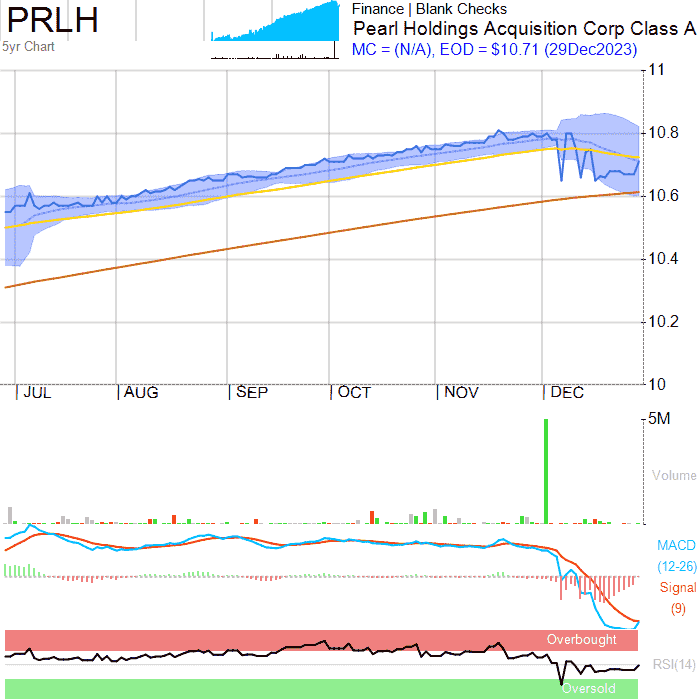 PRLH
5yr Chart
Finance | Blank Checks
Pearl Holdings Acquisition Corp Class A
MC = (N/A), EOD = $10.71 (29Dec2023)
11
10.8
10.6
10.4
10.2
10
JUL AUG SEP OCT NOV DEC
5M
Volume
MACD
(12-26)
Signal
(9)
Overbought
RSI(14)
Oversold